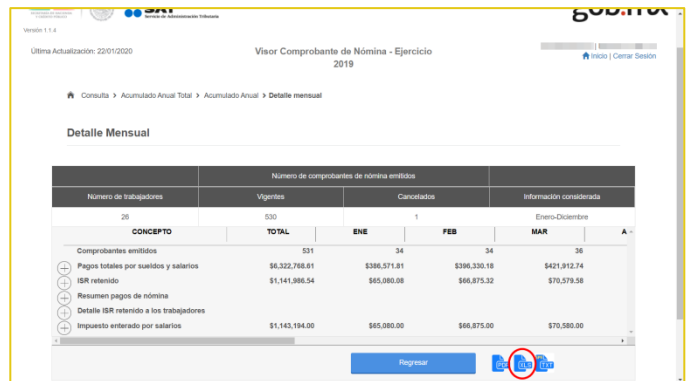 SAT
Servicio de Administración Tributaria
gob.mx
Versión 1.1.4
Última Actualización: 22/01/2020
Visor Comprobante de Nómina - Ejercicio
2019
Inicio | Cerrar Sesión
Consulta > Acumulado Anual Total > Acumulado Anual > Detalle mensual
Detalle Mensual
Número de comprobantes de nómina emitidos
Número de trabajadores Vigentes Cancelados Información considerada
26 530 1 Enero-Diciembre
CONCEPTO TOTAL ENE FEB MAR A
Comprobantes emitidos 531 34 34 36
Pagos totales por sueldos y salarios $6,322,768.61 $386,571.81 $396,330.18 $421,912.74
ISR retenido $1,141,986.54 $65,080.08 $66,875.32 $70,579.58
Resumen pagos de nómina
Detalle ISR retenido a los trabajadores
Impuesto enterado por salarios $1,143,194.00 $65,080.00 $66,875.00 $70,580.00
Regresar PDF XLS TXT